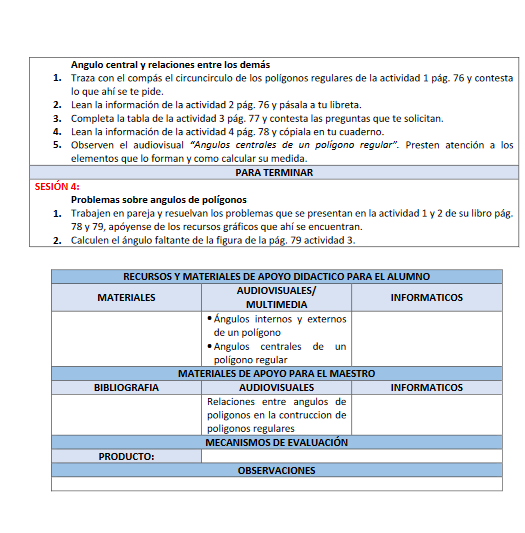 Angulo central y relaciones entre los demás
1. Traza con el compás el circuncirculo de los polígonos regulares de la actividad 1 pág. 76 y contesta
lo que ahí se te pide.
2. Lean la información de la actividad 2 pág. 76 y pásala a tu libreta.
3. Completa la tabla de la actividad 3 pág. 77 y contesta las preguntas que te solicitan.
4. Lean la información de la actividad 4 pág. 78 y cópiala en tu cuaderno.
5. Observen el audiovisual "Angulos centrales de un polígono regular". Presten atención a los
elementos que lo forman y como calcular su medida.
PARA TERMINAR
SESIÓN 4:
Problemas sobre angulos de polígonos
1. Trabajen en pareja y resuelvan los problemas que se presentan en la actividad 1 y 2 de su libro pág.
78 y 79, apóyense de los recursos gráficos que ahí se encuentran.
2. Calculen el ángulo faltante de la figura de la pág. 79 actividad 3.
RECURSOS Y MATERIALES DE APOYO DIDACTICO PARA EL ALUMNO
MATERIALES
AUDIOVISUALES/
MULTIMEDIA
INFORMATICOS
• Ángulos internos y externos
de un polígono
• Angulos centrales de un
polígono regular
MATERIALES DE APOYO PARA EL MAESTRO
BIBLIOGRAFIA
AUDIOVISUALES
INFORMATICOS
Relaciones entre angulos de
poligonos en la contruccion de
poligonos regulares
MECANISMOS DE EVALUACIÓN
PRODUCTO:
OBSERVACIONES